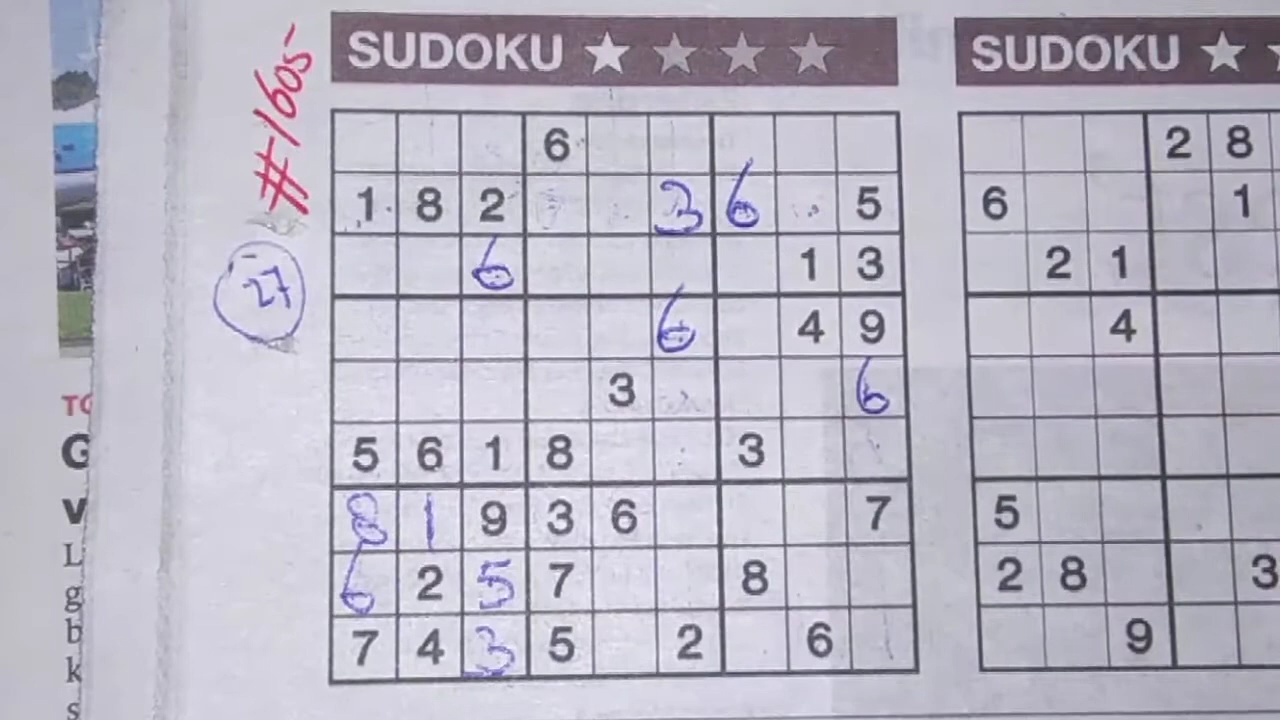 #1605-
27
SUDOKU
6
1 8 2 3 6 5
6 1 3
6 4 9
3 6
5 6 1 8 3
8 1 9 3 6 7
6 2 5 7 8
7 4 3 5 2 6
SUDOKU
2 8
6 1
2 1
4
5
2 8 3
9
TO
G
v
L
g
b
k
s